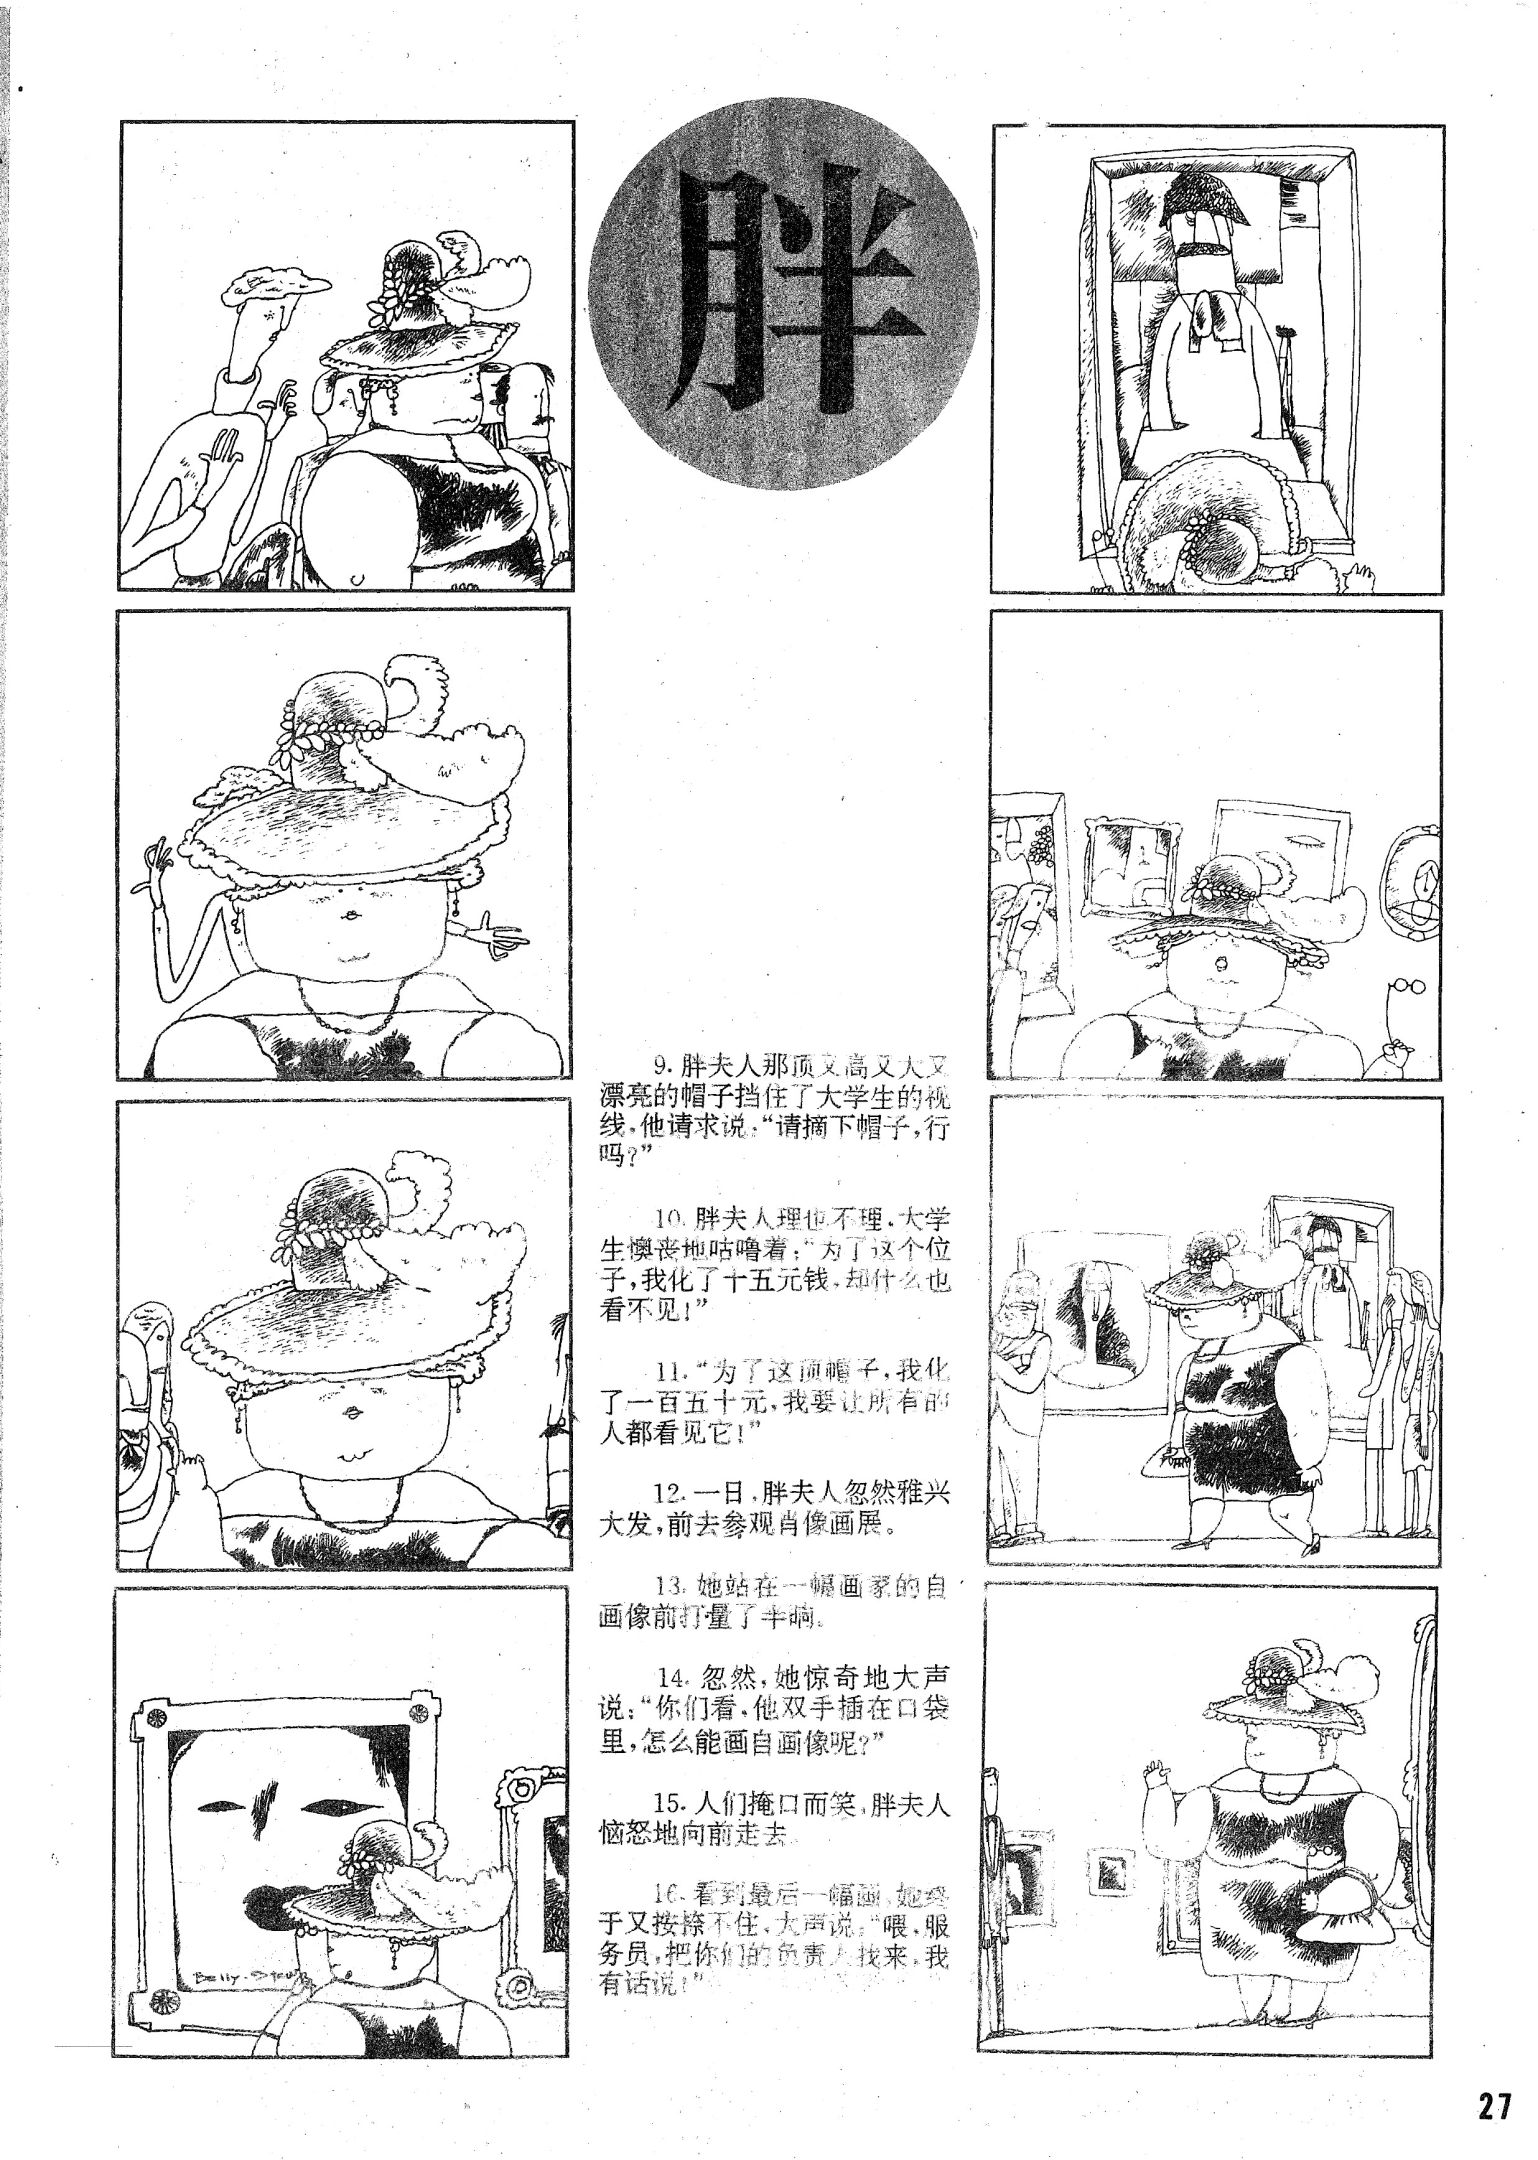 胖
9. 胖夫人那顶又高又大又
漂亮的帽子挡住了大学生的视
线，他请求说：“请摘下帽子，行
吗？”
10. 胖夫人理也不理，大学
生懊丧地咕噜着：“为了这个位
子，我化了十五元钱，却什么也
看不见！”
11. “为了这顶帽子，我化
了一百五十元，我要让所有的
人都看见它！”
12. 一日，胖夫人忽然雅兴
大发，前去参观肖像画展。
13. 她站在一幅画家的自
画像前打量了半晌。
14. 忽然，她惊奇地大声
说：“你们看，他双手插在口袋
里，怎么能画自画像呢？”
15. 人们掩口而笑，胖夫人
恼怒地向前走去。
16. 看到最后一幅画，她终
于又按捺不住，大声说：“喂，服
务员，把你们的负责人找来，我
有话说！”
27